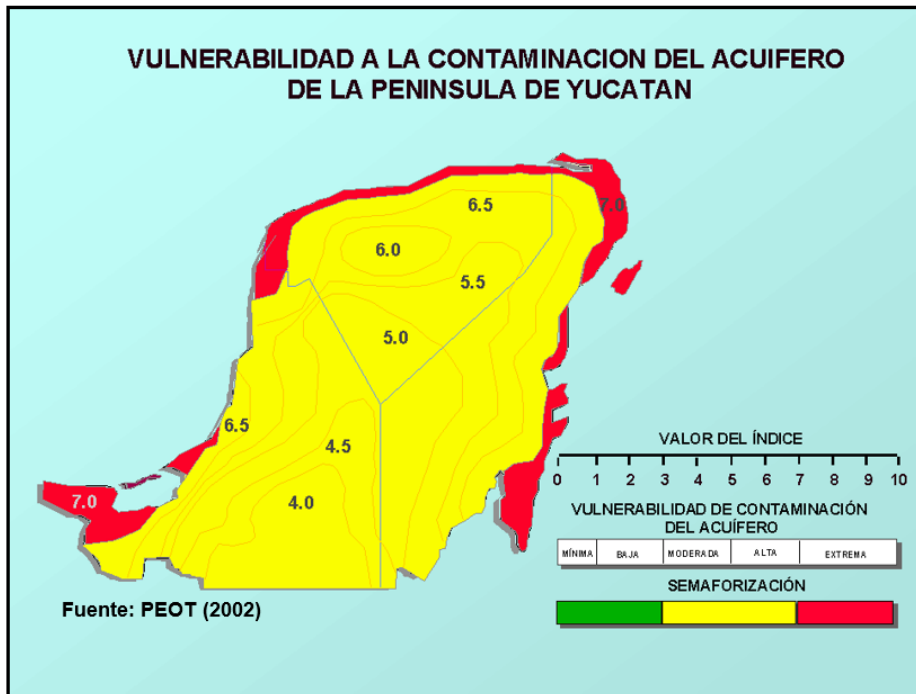 VULNERABILIDAD A LA CONTAMINACION DEL ACUIFERO
DE LA PENINSULA DE YUCATAN
6.5
7.0
6.0
5.5
5.0
6.5
4.5
7.0
4.0
VALOR DEL ÍNDICE
0 1 2 3 4 5 6 7 8 9 10
VULNERABILIDAD DE CONTAMINACIÓN
DEL ACUÍFERO
MÍNIMA BAJA MODERADA ALTA EXTREMA
SEMAFORIZACIÓN
Fuente: PEOT (2002)